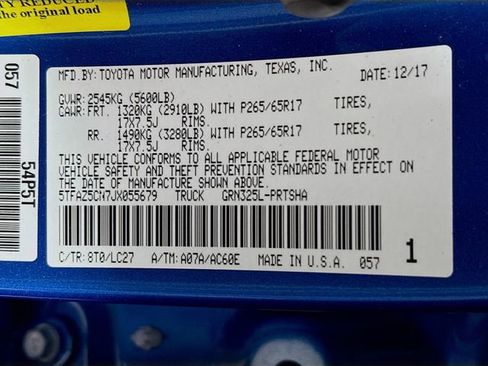 the original load
057
54P5T
MFD.BY:TOYOTA MOTOR MANUFACTURING, TEXAS, INC.
DATE:12/17
GVWR:2545KG (5600LB)
GAWR:FRT. 1320KG (2910LB) WITH P265/65R17 TIRES,
17X7.5J RIMS.
RR. 1490KG (3280LB) WITH P265/65R17 TIRES,
17X7.5J RIMS.
THIS VEHICLE CONFORMS TO ALL APPLICABLE FEDERAL MOTOR
VEHICLE SAFETY AND THEFT PREVENTION STANDARDS IN EFFECT ON
THE DATE OF MANUFACTURE SHOWN ABOVE.
5TFAZ5CN7JX055679 TRUCK GRN325L-PRTSHA
C/TR:8T0/LC27 A/TM:A07A/AC60E MADE IN U.S.A. 057
1